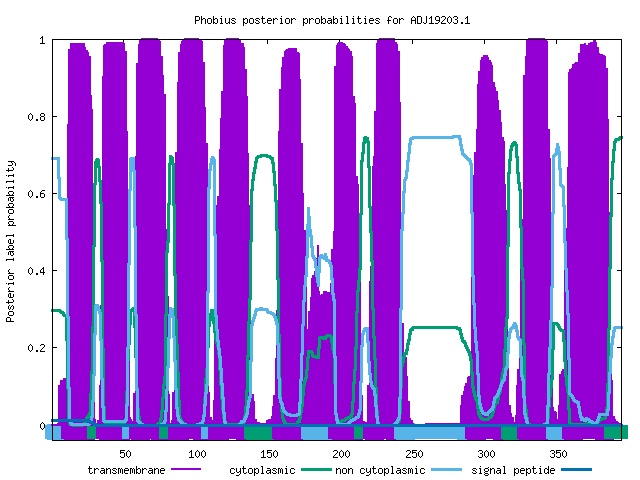 Phobius posterior probabilities for ADJ19203.1
1
0.8
0.6
0.4
0.2
0
Posterior label probability
50 100 150 200 250 300 350
transmembrane cytoplasmic non cytoplasmic signal peptide